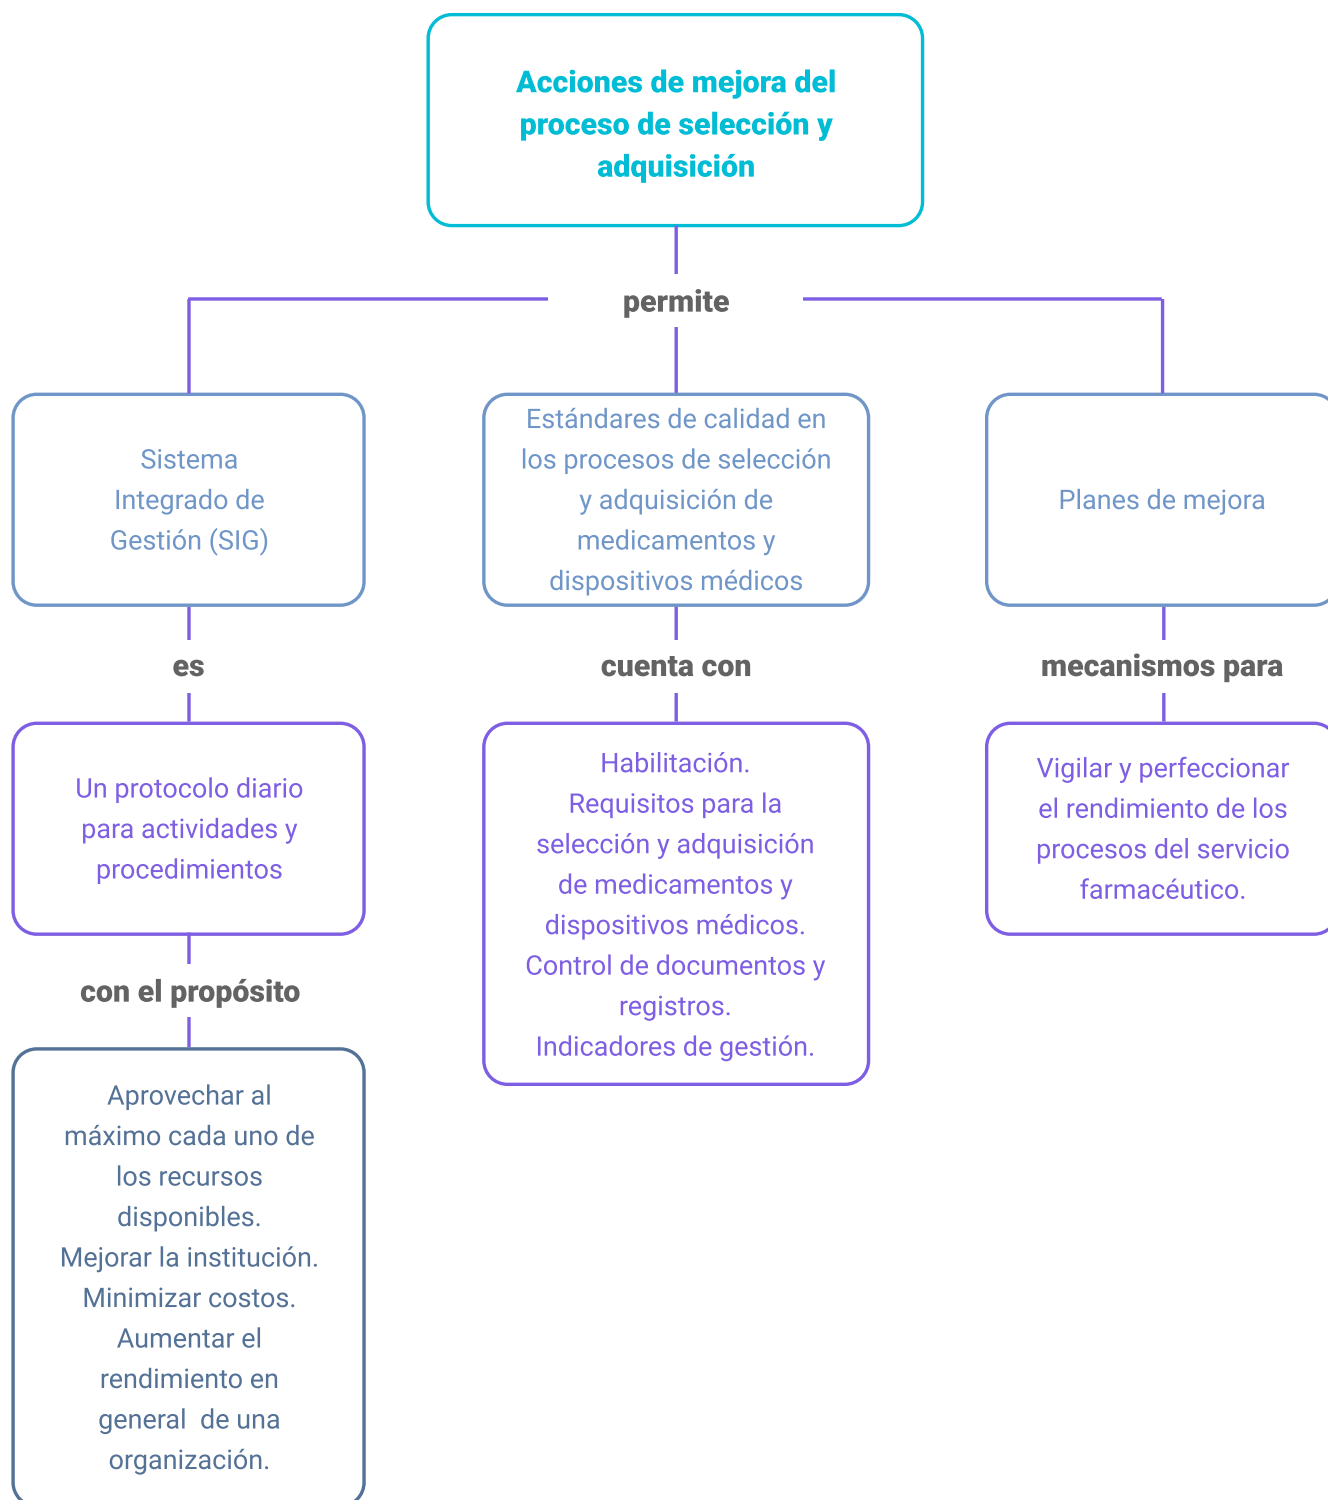 Acciones de mejora del
proceso de selección y
adquisición
permite
Sistema
Integrado de
Gestión (SIG)
Estándares de calidad en
los procesos de selección
y adquisición de
medicamentos y
dispositivos médicos
Planes de mejora
es
cuenta con
mecanismos para
Un protocolo diario
para actividades y
procedimientos
Habilitación.
Requisitos para la
selección y adquisición
de medicamentos y
dispositivos médicos.
Control de documentos y
registros.
Indicadores de gestión.
Vigilar y perfeccionar
el rendimiento de los
procesos del servicio
farmacéutico.
con el propósito
Aprovechar al
máximo cada uno de
los recursos
disponibles.
Mejorar la institución.
Minimizar costos.
Aumentar el
rendimiento en
general  de una
organización.